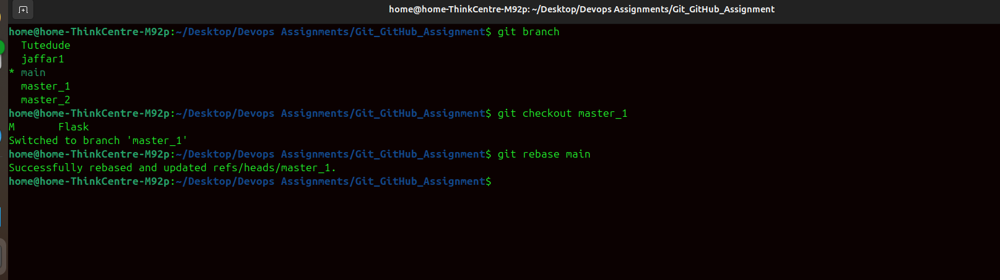 home@home-ThinkCentre-M92p: ~/Desktop/Devops Assignments/Git_GitHub_Assignment
home@home-ThinkCentre-M92p:~/Desktop/Devops Assignments/Git_GitHub_Assignment$ git branch
  Tutedude
  jaffar1
* main
  master_1
  master_2
home@home-ThinkCentre-M92p:~/Desktop/Devops Assignments/Git_GitHub_Assignment$ git checkout master_1
M       Flask
Switched to branch 'master_1'
home@home-ThinkCentre-M92p:~/Desktop/Devops Assignments/Git_GitHub_Assignment$ git rebase main
Successfully rebased and updated refs/heads/master_1.
home@home-ThinkCentre-M92p:~/Desktop/Devops Assignments/Git_GitHub_Assignment$